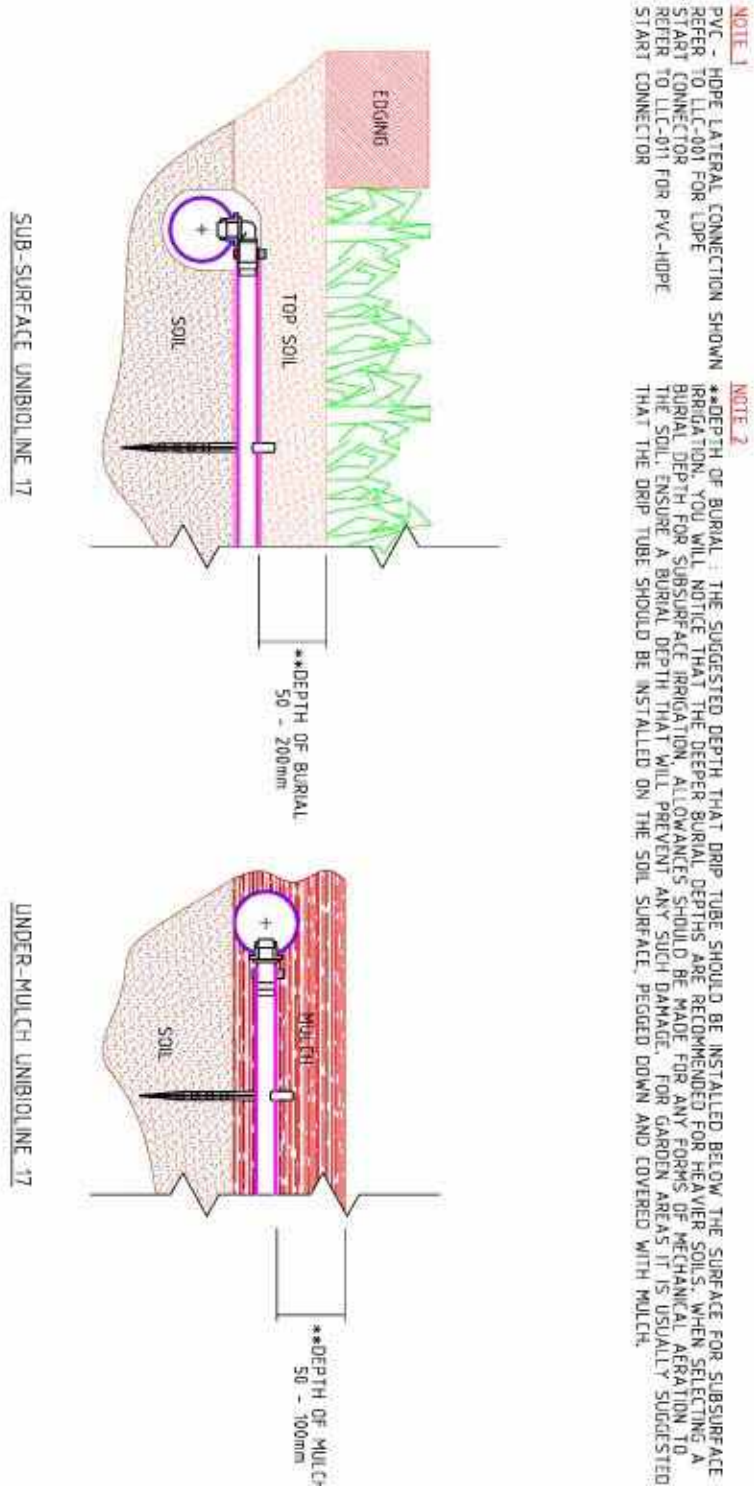 NOTE 1
PVC - HDPE LATERAL CONNECTION SHOWN
REFER TO LLC-001 FOR LDPE
START CONNECTOR
REFER TO LLC-011 FOR PVC-HDPE
START CONNECTOR
NOTE 2
**DEPTH OF BURIAL : THE SUGGESTED DEPTH THAT DRIP TUBE SHOULD BE INSTALLED BELOW THE SURFACE FOR SUBSURFACE
IRRIGATION. YOU WILL NOTICE THAT THE DEEPER BURIAL DEPTHS ARE RECOMMENDED FOR HEAVIER SOILS. WHEN SELECTING A
BURIAL DEPTH FOR SUBSURFACE IRRIGATION, ALLOWANCES SHOULD BE MADE FOR ANY FORMS OF MECHANICAL AERATION TO
THE SOIL. ENSURE A BURIAL DEPTH THAT WILL PREVENT ANY SUCH DAMAGE. FOR GARDEN AREAS IT IS USUALLY SUGGESTED
THAT THE DRIP TUBE SHOULD BE INSTALLED ON THE SOIL SURFACE, PEGGED DOWN AND COVERED WITH MULCH.
EDGING
TOP SOIL
SOIL
**DEPTH OF BURIAL
50 - 200mm
SUB-SURFACE UNIBIOLINE 17
MULCH
SOIL
**DEPTH OF MULCH
50 - 100mm
UNDER-MULCH UNIBIOLINE 17